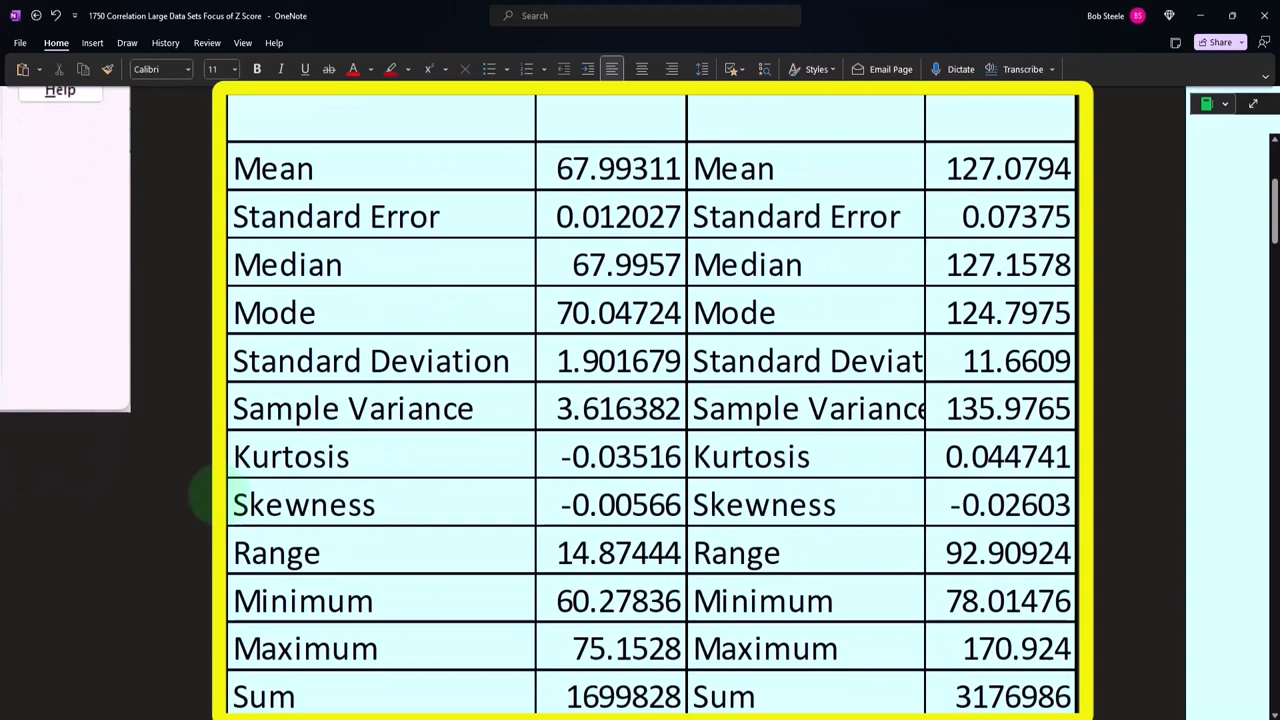 1750 Correlation Large Data Sets Focus of Z Score - OneNote
Search
Bob Steele BS
File Home Insert Draw History Review View Help
Share
Calibri 11 B I U ab A x² A Styles Email Page Dictate Transcribe
Help
Mean 67.99311 Mean 127.0794
Standard Error 0.012027 Standard Error 0.07375
Median 67.9957 Median 127.1578
Mode 70.04724 Mode 124.7975
Standard Deviation 1.901679 Standard Deviat 11.6609
Sample Variance 3.616382 Sample Variance 135.9765
Kurtosis -0.03516 Kurtosis 0.044741
Skewness -0.00566 Skewness -0.02603
Range 14.87444 Range 92.90924
Minimum 60.27836 Minimum 78.01476
Maximum 75.1528 Maximum 170.924
Sum 1699828 Sum 3176986